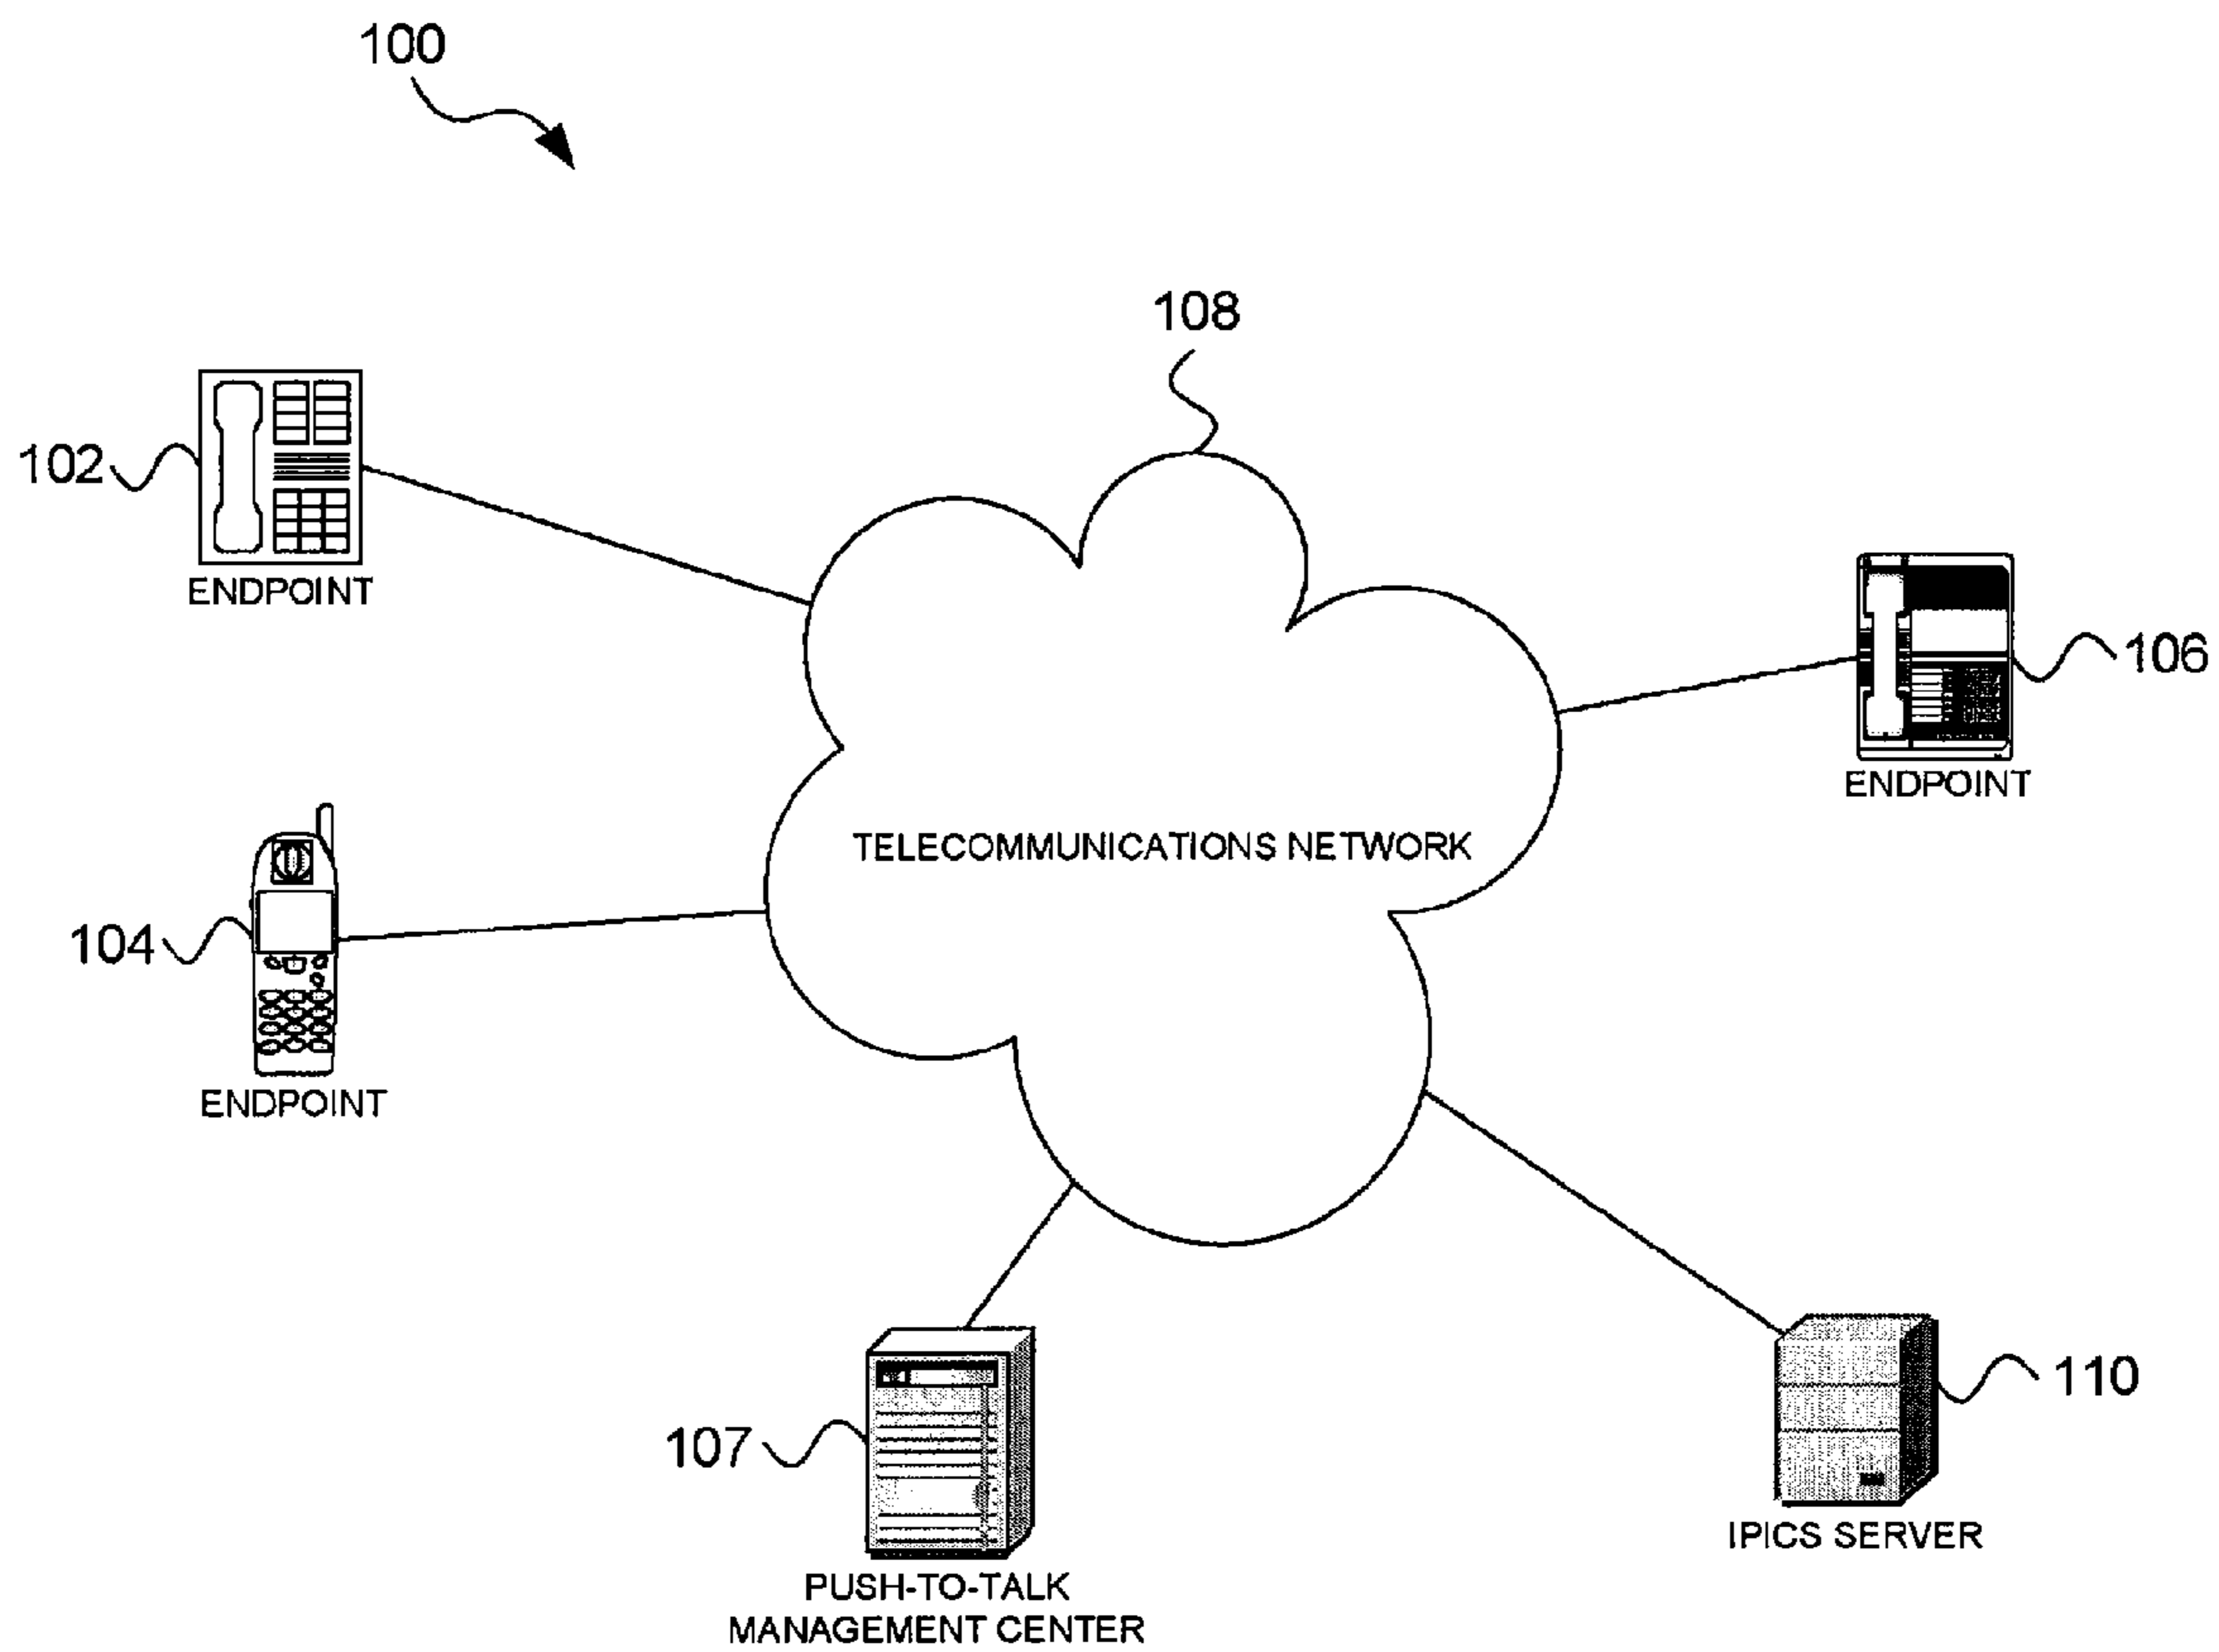 100
108
102
ENDPOINT
106
ENDPOINT
TELECOMMUNICATIONS NETWORK
104
ENDPOINT
110
107
IPICS SERVER
PUSH-TO-TALK
MANAGEMENT CENTER